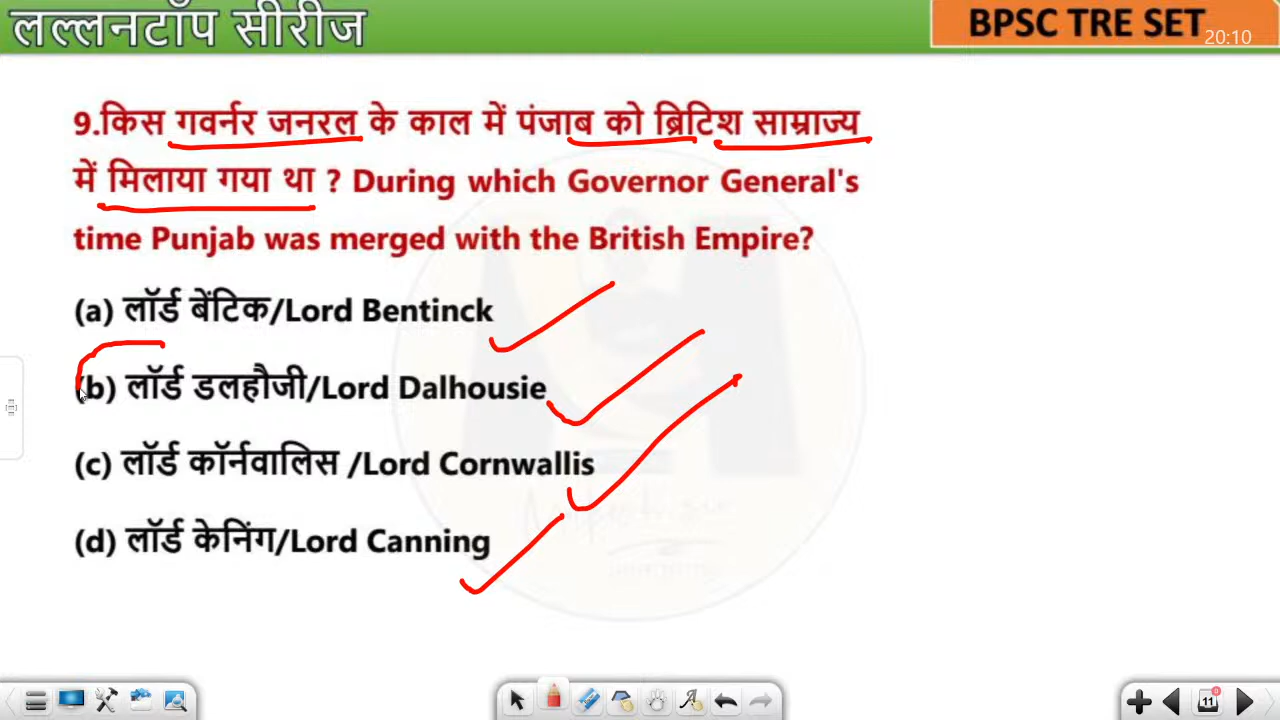 लल्लनटॉप सीरीज
BPSC TRE SET
20:10
9.किस गवर्नर जनरल के काल में पंजाब को ब्रिटिश साम्राज्य
में मिलाया गया था ? During which Governor General's
time Punjab was merged with the British Empire?
(a) लॉर्ड बेंटिक/Lord Bentinck
(b) लॉर्ड डलहौजी/Lord Dalhousie
(c) लॉर्ड कॉर्नवालिस /Lord Cornwallis
(d) लॉर्ड केनिंग/Lord Canning
11